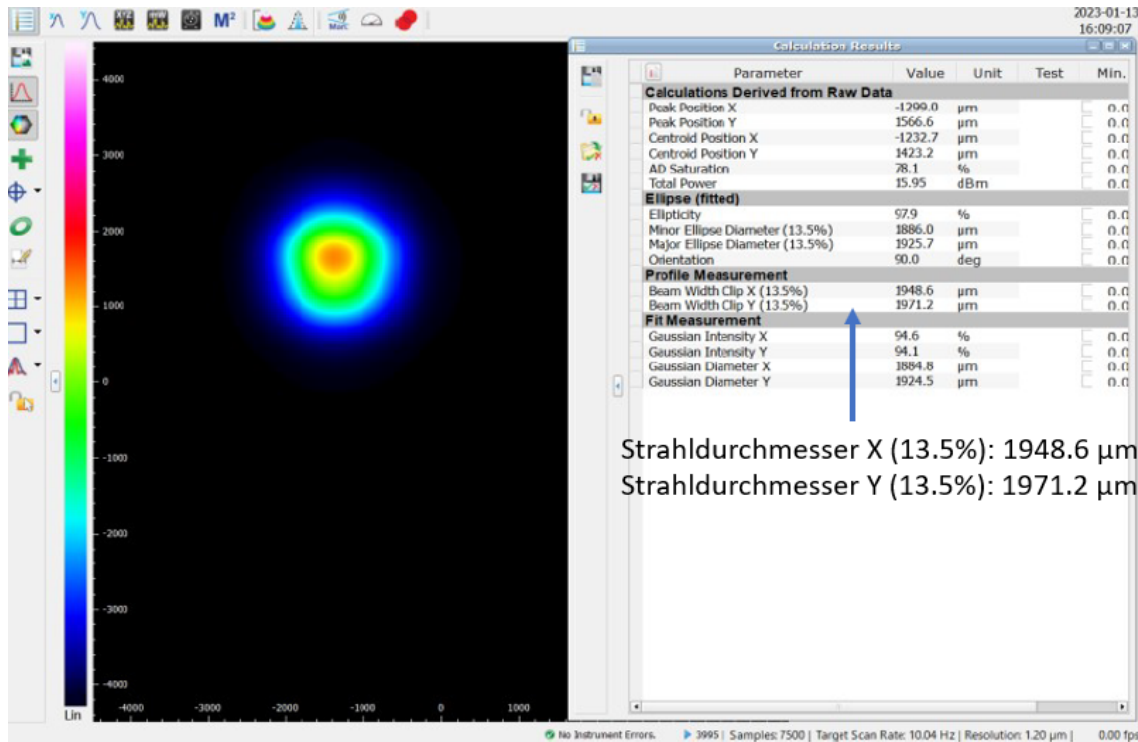 M²
2023-01-13
16:09:07
Calculation Results
Parameter Value Unit Test Min.
Calculations Derived from Raw Data
Peak Position X -1299.0 µm 0.0
Peak Position Y 1566.6 µm 0.0
Centroid Position X -1232.7 µm 0.0
Centroid Position Y 1423.2 µm 0.0
AD Saturation 78.1 % 0.0
Total Power 15.95 dBm 0.0
Ellipse (fitted)
Ellipticity 97.9 % 0.0
Minor Ellipse Diameter (13.5%) 1886.0 µm 0.0
Major Ellipse Diameter (13.5%) 1925.7 µm 0.0
Orientation 90.0 deg 0.0
Profile Measurement
Beam Width Clip X (13.5%) 1948.6 µm 0.0
Beam Width Clip Y (13.5%) 1971.2 µm 0.0
Fit Measurement
Gaussian Intensity X 94.6 % 0.0
Gaussian Intensity Y 94.1 % 0.0
Gaussian Diameter X 1884.8 µm 0.0
Gaussian Diameter Y 1924.5 µm 0.0
Strahldurchmesser X (13.5%): 1948.6 µm
Strahldurchmesser Y (13.5%): 1971.2 µm
4000
3000
2000
1000
0
-1000
-2000
-3000
-4000
Lin
-4000 -3000 -2000 -1000 0 1000
No Instrument Errors. 3995 | Samples: 7500 | Target Scan Rate: 10.04 Hz | Resolution: 1.20 µm | 0.00 fps